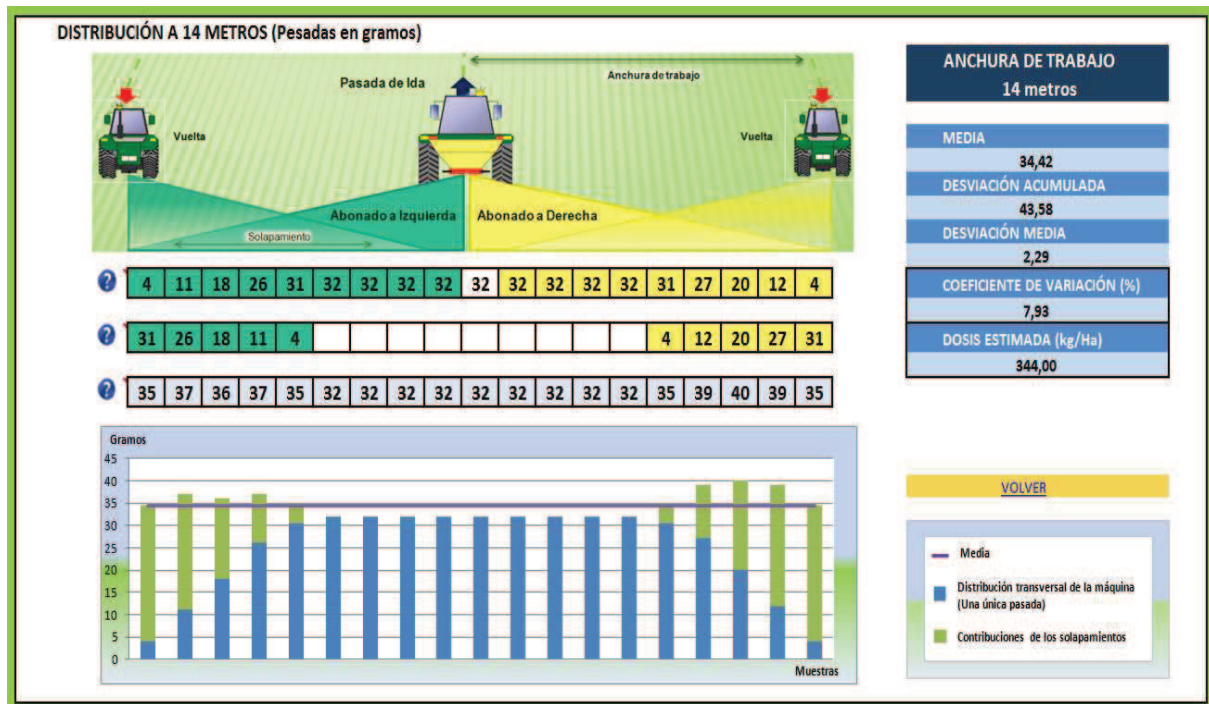 DISTRIBUCIÓN A 14 METROS (Pesadas en gramos)
Pasada de Ida
Anchura de trabajo
Vuelta
Vuelta
Abonado a Izquierda
Abonado a Derecha
Solapamiento
? 4 11 18 26 31 32 32 32 32 32 32 32 32 32 31 27 20 12 4
? 31 26 18 11 4 4 12 20 27 31
? 35 37 36 37 35 32 32 32 32 32 32 32 32 32 35 39 40 39 35
Gramos
45
40
35
30
25
20
15
10
5
0
Muestras
ANCHURA DE TRABAJO
14 metros
MEDIA
34,42
DESVIACIÓN ACUMULADA
43,58
DESVIACIÓN MEDIA
2,29
COEFICIENTE DE VARIACIÓN (%)
7,93
DOSIS ESTIMADA (kg/Ha)
344,00
VOLVER
Media
Distribución transversal de la máquina
(Una única pasada)
Contribuciones de los solapamientos